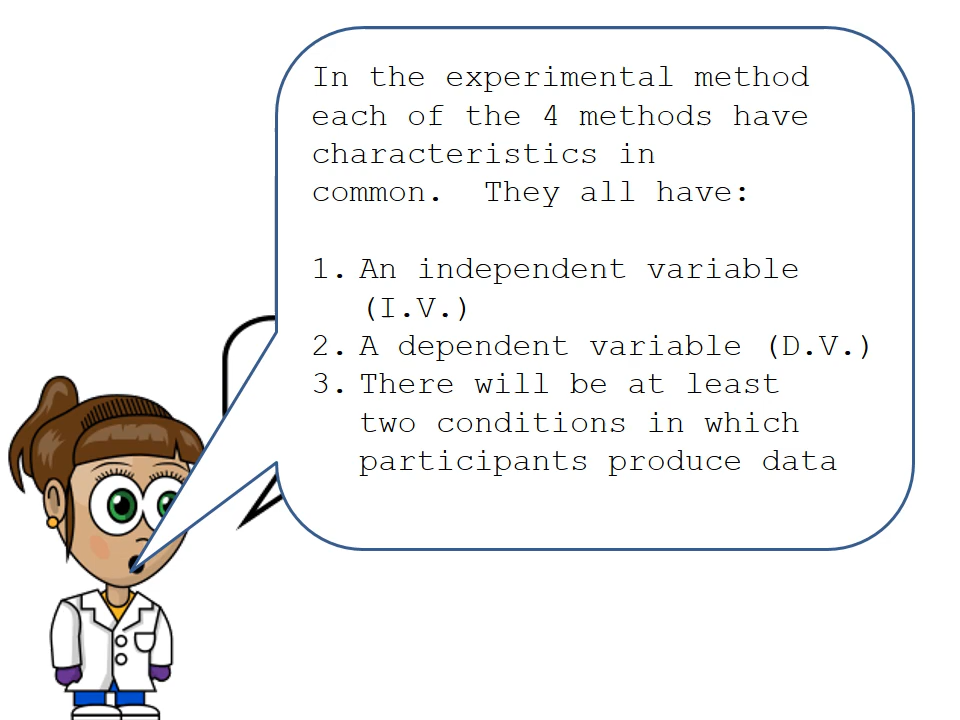 In the experimental method
each of the 4 methods have
characteristics in
common.  They all have:
1. An independent variable
(I.V.)
2. A dependent variable (D.V.)
3. There will be at least
two conditions in which
participants produce data